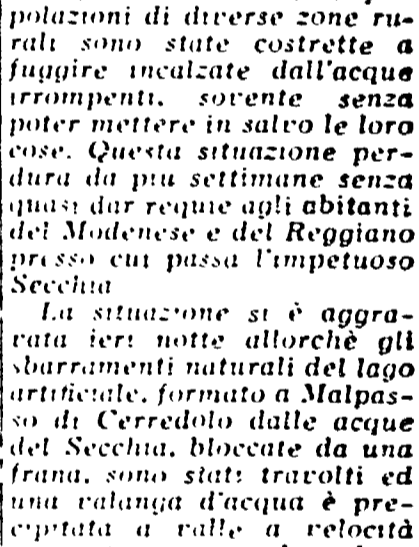 polazioni di diverse zone ru-
rali sono state costrette a
fuggire incalzate dall'acque
irrompenti, sovente senza
poter mettere in salvo le loro
cose. Questa situazione per-
dura da più settimane senza
quasi dar requie agli abitanti
del Modenese e del Reggiano
presso cui passa l'impetuoso
Secchia
La situazione si è aggra-
vata ieri notte allorchè gli
sbarramenti naturali del lago
artificiale, formato a Malpas-
so di Cerredolo dalle acque
del Secchia, bloccate da una
frana, sono stati travolti ed
una valanga d'acqua è pre-
cipitata a valle a velocità